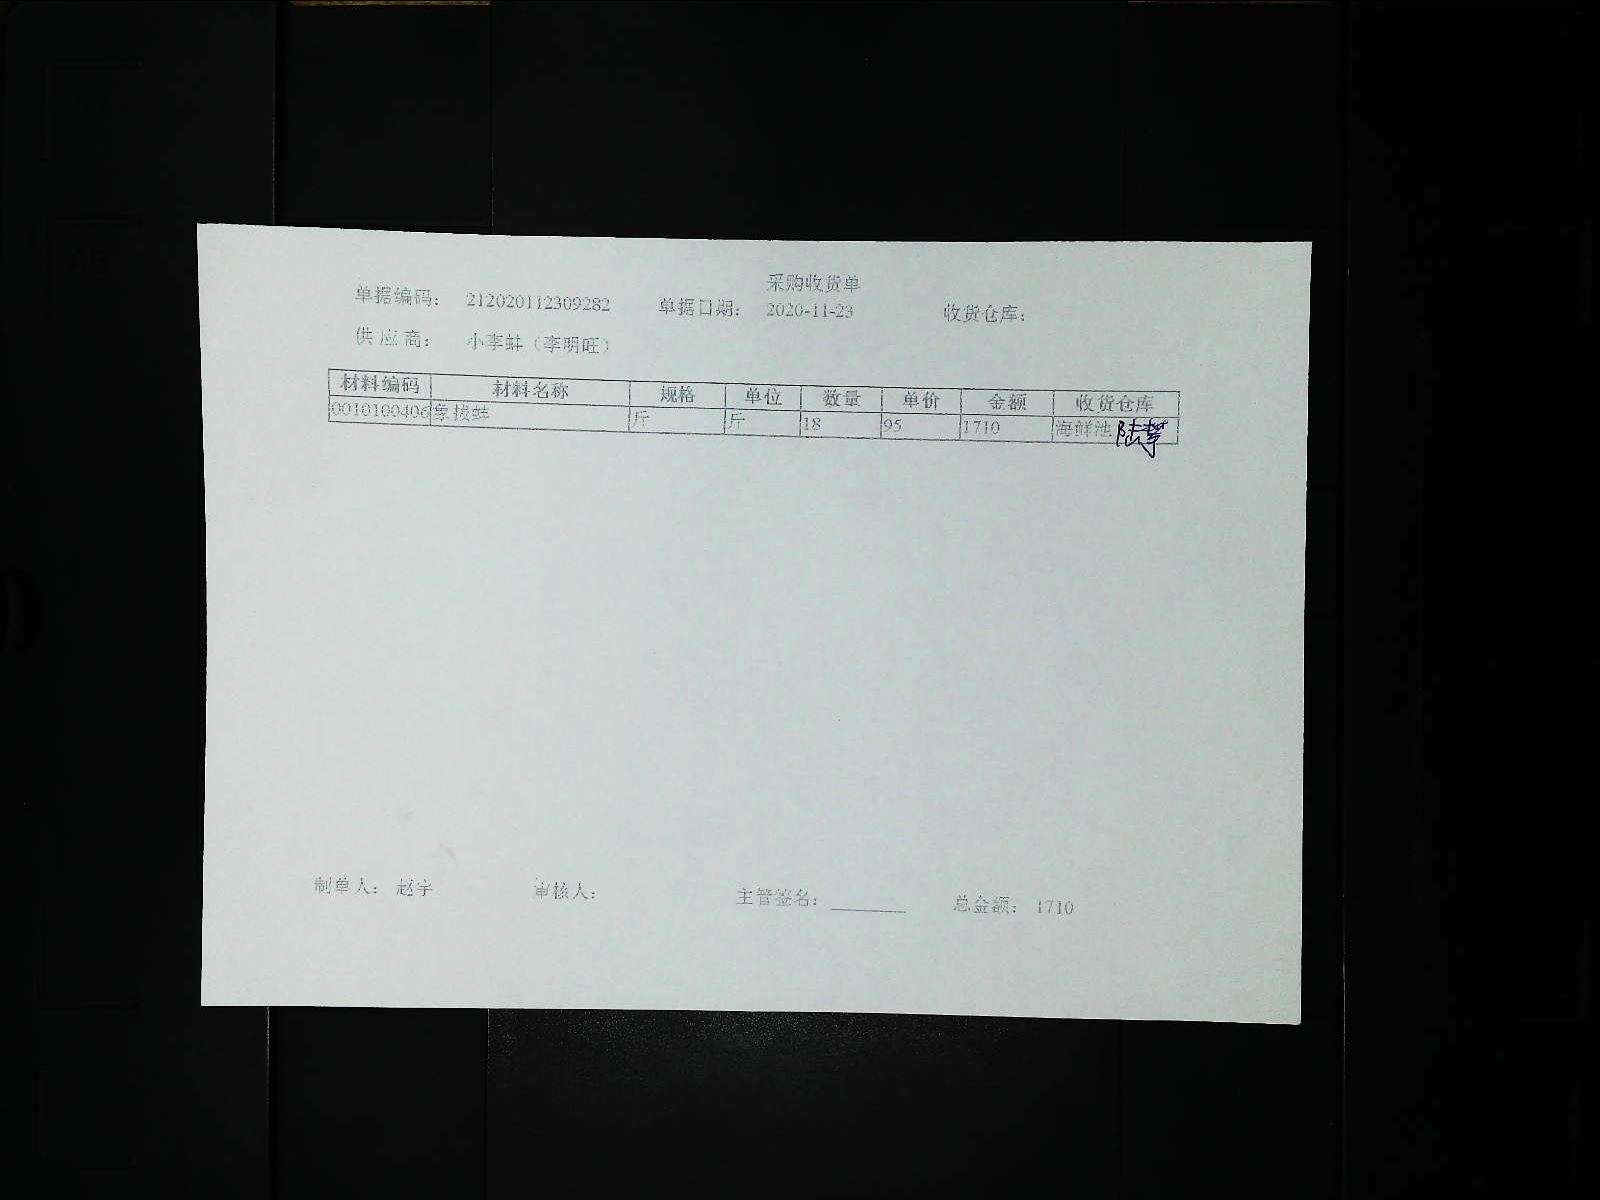 采购收货单
单据编码： 212020112309282 单据日期： 2020-11-23 收货仓库：
供 应 商： 小李蚌（李明旺）
材料编码 材料名称 规格 单位 数量 单价 金额 收货仓库
0010100406 象拔蚌 斤 斤 18 95 1710 海鲜池
制单人： 赵宇 审核人： 主管签名： 总金额： 1710